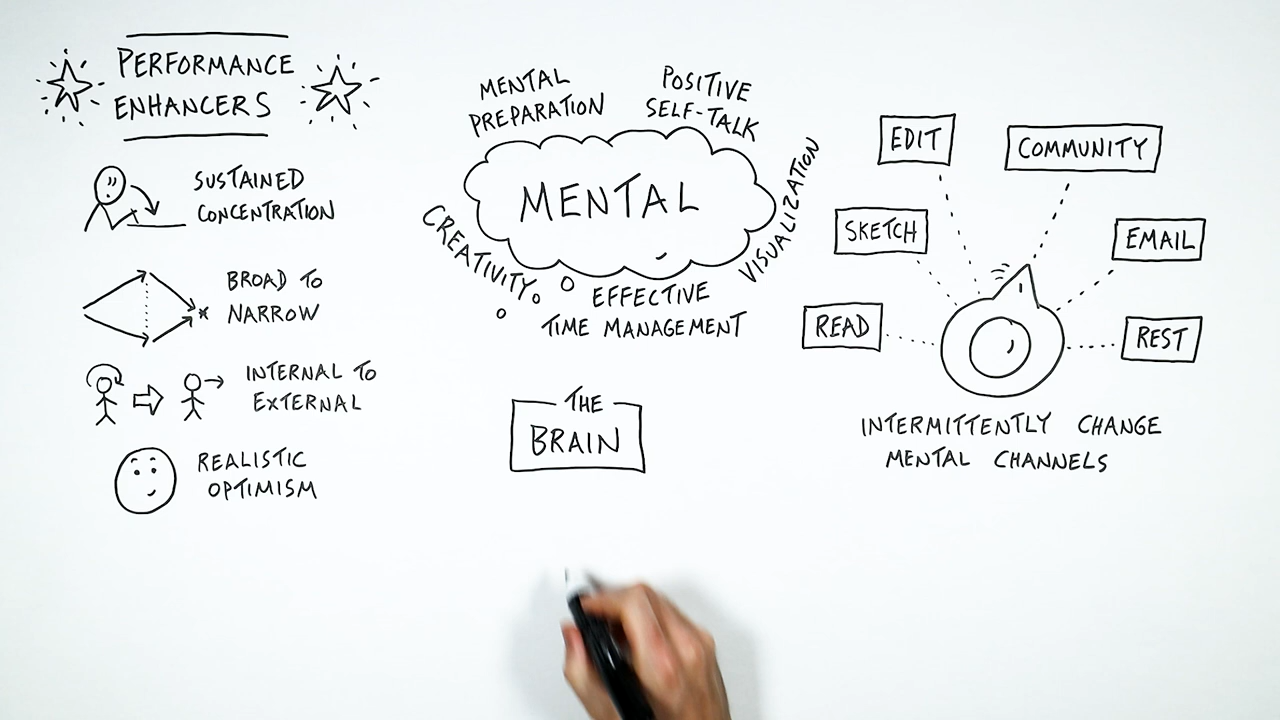 PERFORMANCE
ENHANCERS
SUSTAINED
CONCENTRATION
BROAD TO
NARROW
INTERNAL TO
EXTERNAL
REALISTIC
OPTIMISM
MENTAL
PREPARATION
POSITIVE
SELF-TALK
MENTAL
CREATIVITY
VISUALIZATION
EFFECTIVE
TIME MANAGEMENT
THE
BRAIN
EDIT
COMMUNITY
SKETCH
EMAIL
READ
REST
INTERMITTENTLY CHANGE
MENTAL CHANNELS